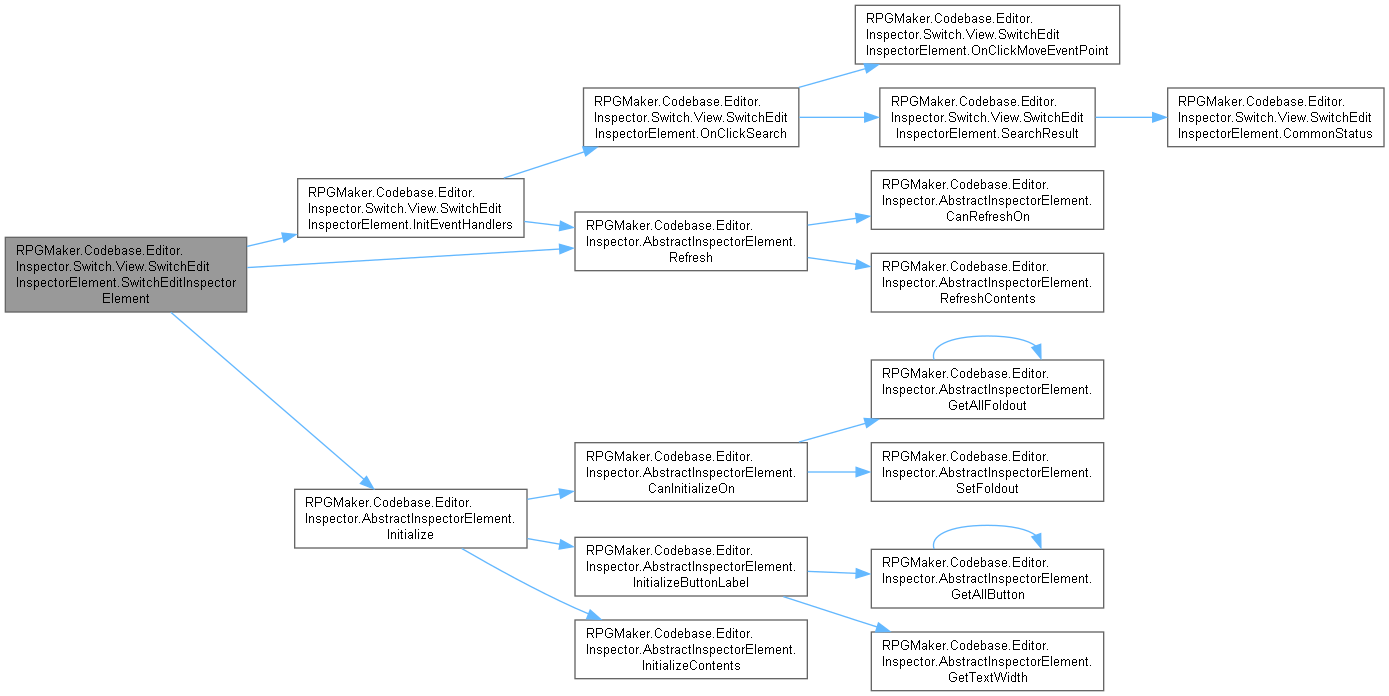 RPGMaker.Codebase.Editor.
Inspector.Switch.View.SwitchEdit
InspectorElement.OnClickMoveEventPoint
RPGMaker.Codebase.Editor.
Inspector.Switch.View.SwitchEdit
InspectorElement.OnClickSearch
RPGMaker.Codebase.Editor.
Inspector.Switch.View.SwitchEdit
InspectorElement.SearchResult
RPGMaker.Codebase.Editor.
Inspector.Switch.View.SwitchEdit
InspectorElement.CommonStatus
RPGMaker.Codebase.Editor.
Inspector.Switch.View.SwitchEdit
InspectorElement.InitEventHandlers
RPGMaker.Codebase.Editor.
Inspector.AbstractInspectorElement.
CanRefreshOn
RPGMaker.Codebase.Editor.
Inspector.AbstractInspectorElement.
Refresh
RPGMaker.Codebase.Editor.
Inspector.Switch.View.SwitchEdit
InspectorElement.SwitchEditInspector
Element
RPGMaker.Codebase.Editor.
Inspector.AbstractInspectorElement.
RefreshContents
RPGMaker.Codebase.Editor.
Inspector.AbstractInspectorElement.
GetAllFoldout
RPGMaker.Codebase.Editor.
Inspector.AbstractInspectorElement.
CanInitializeOn
RPGMaker.Codebase.Editor.
Inspector.AbstractInspectorElement.
SetFoldout
RPGMaker.Codebase.Editor.
Inspector.AbstractInspectorElement.
Initialize
RPGMaker.Codebase.Editor.
Inspector.AbstractInspectorElement.
InitializeButtonLabel
RPGMaker.Codebase.Editor.
Inspector.AbstractInspectorElement.
GetAllButton
RPGMaker.Codebase.Editor.
Inspector.AbstractInspectorElement.
InitializeContents
RPGMaker.Codebase.Editor.
Inspector.AbstractInspectorElement.
GetTextWidth